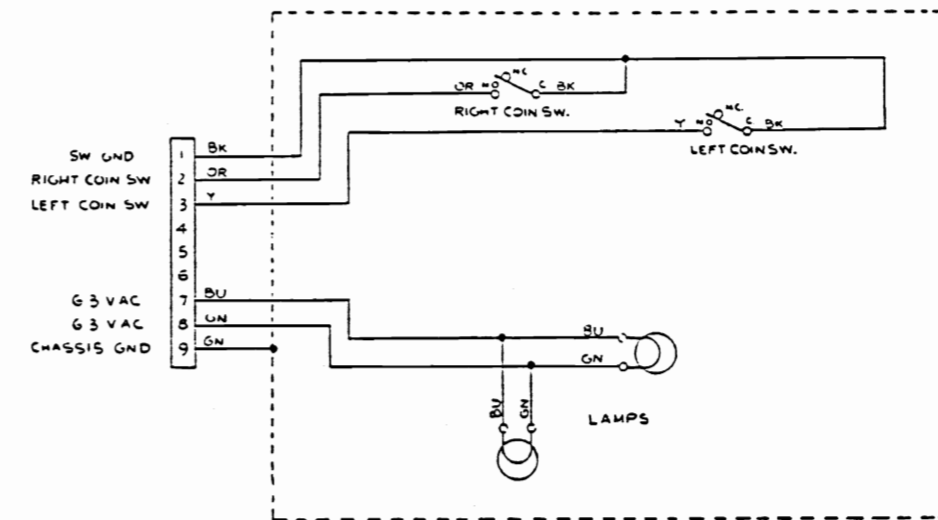 NC
OR NO C BK
RIGHT COIN SW.
NC
Y NO C BK
LEFT COIN SW.
SW GND 1 BK
RIGHT COIN SW 2 OR
LEFT COIN SW 3 Y
4
5
6
6 3 VAC 7 BU
6 3 VAC 8 GN
CHASSIS GND 9 GN
BU
GN
BU GN
LAMPS